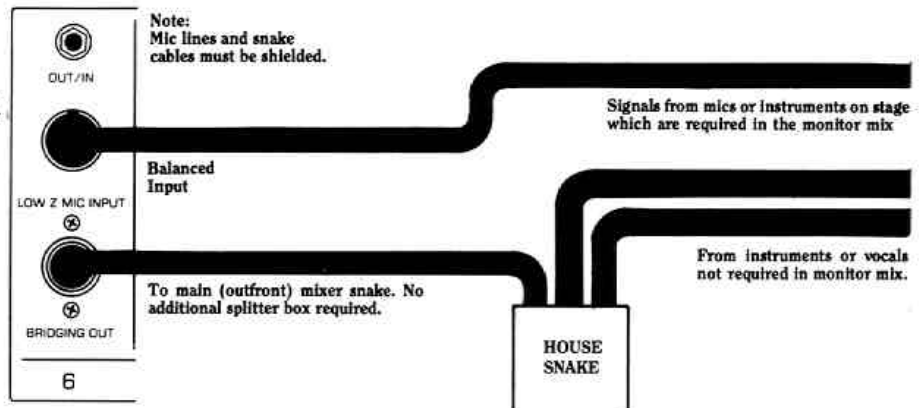 Note:
Mic lines and snake
cables must be shielded.
OUT/IN
Signals from mics or instruments on stage
which are required in the monitor mix
Balanced
Input
LOW Z MIC INPUT
From instruments or vocals
not required in monitor mix.
To main (outfront) mixer snake. No
additional splitter box required.
BRIDGING OUT
HOUSE
SNAKE
6